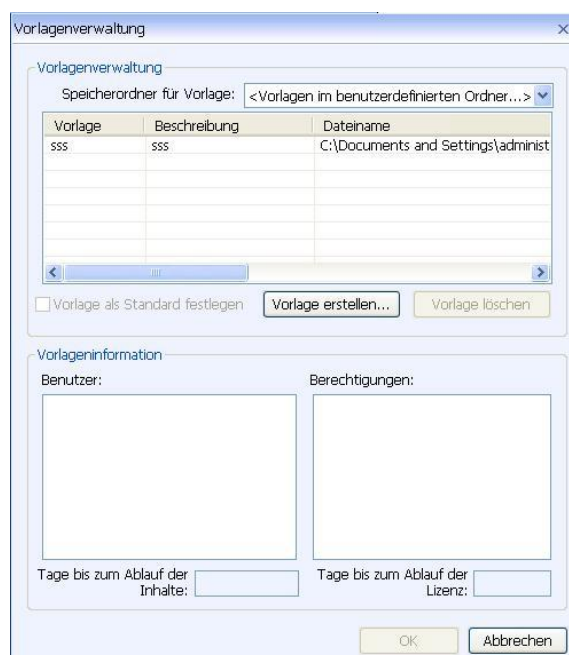 Vorlagenverwaltung
Vorlagenverwaltung
Speicherordner für Vorlage: <Vorlagen im benutzerdefinierten Ordner...>
Vorlage Beschreibung Dateiname
sss sss C:\Documents and Settings\administ
Vorlage als Standard festlegen Vorlage erstellen... Vorlage löschen
Vorlageninformation
Benutzer: Berechtigungen:
Tage bis zum Ablauf der Inhalte: Tage bis zum Ablauf der Lizenz:
OK Abbrechen